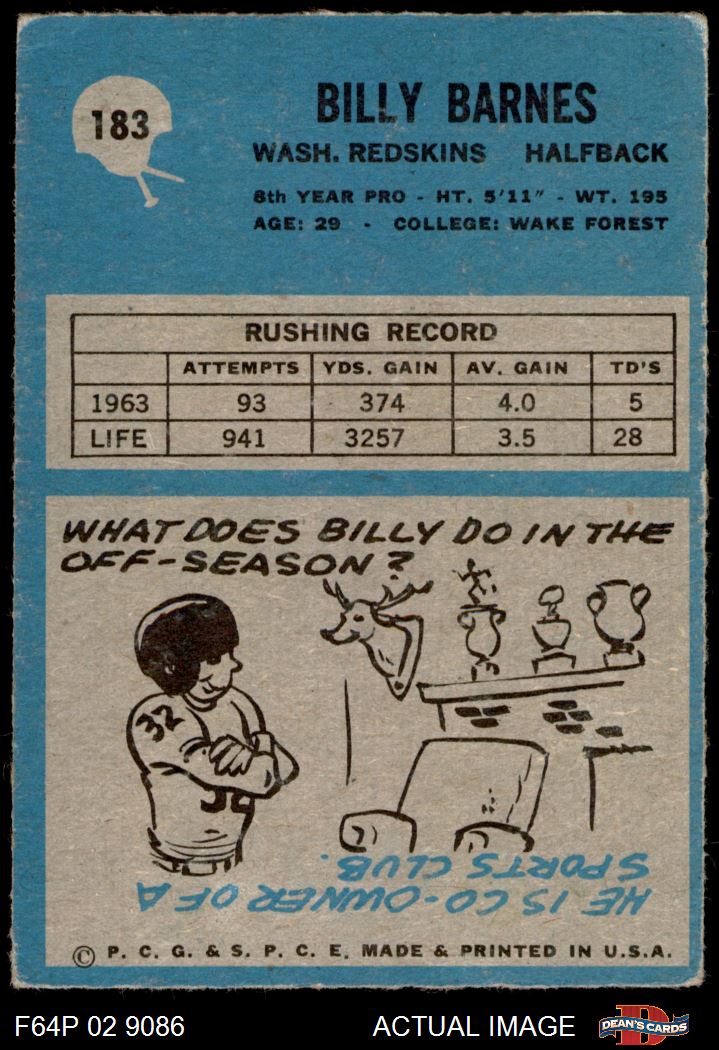 183
BILLY BARNES
WASH. REDSKINS HALFBACK
8th YEAR PRO - HT. 5'11" - WT. 195
AGE: 29 - COLLEGE: WAKE FOREST
RUSHING RECORD
ATTEMPTS YDS. GAIN AV. GAIN TD'S
1963 93 374 4.0 5
LIFE 941 3257 3.5 28
WHAT DOES BILLY DO IN THE
OFF-SEASON?
32
HE IS CO-OWNER OF A
SPORTS CLUB.
© P. C. G. & S. P. C. E. MADE & PRINTED IN U.S.A.
F64P 02 9086 ACTUAL IMAGE
D
DEAN'S CARDS